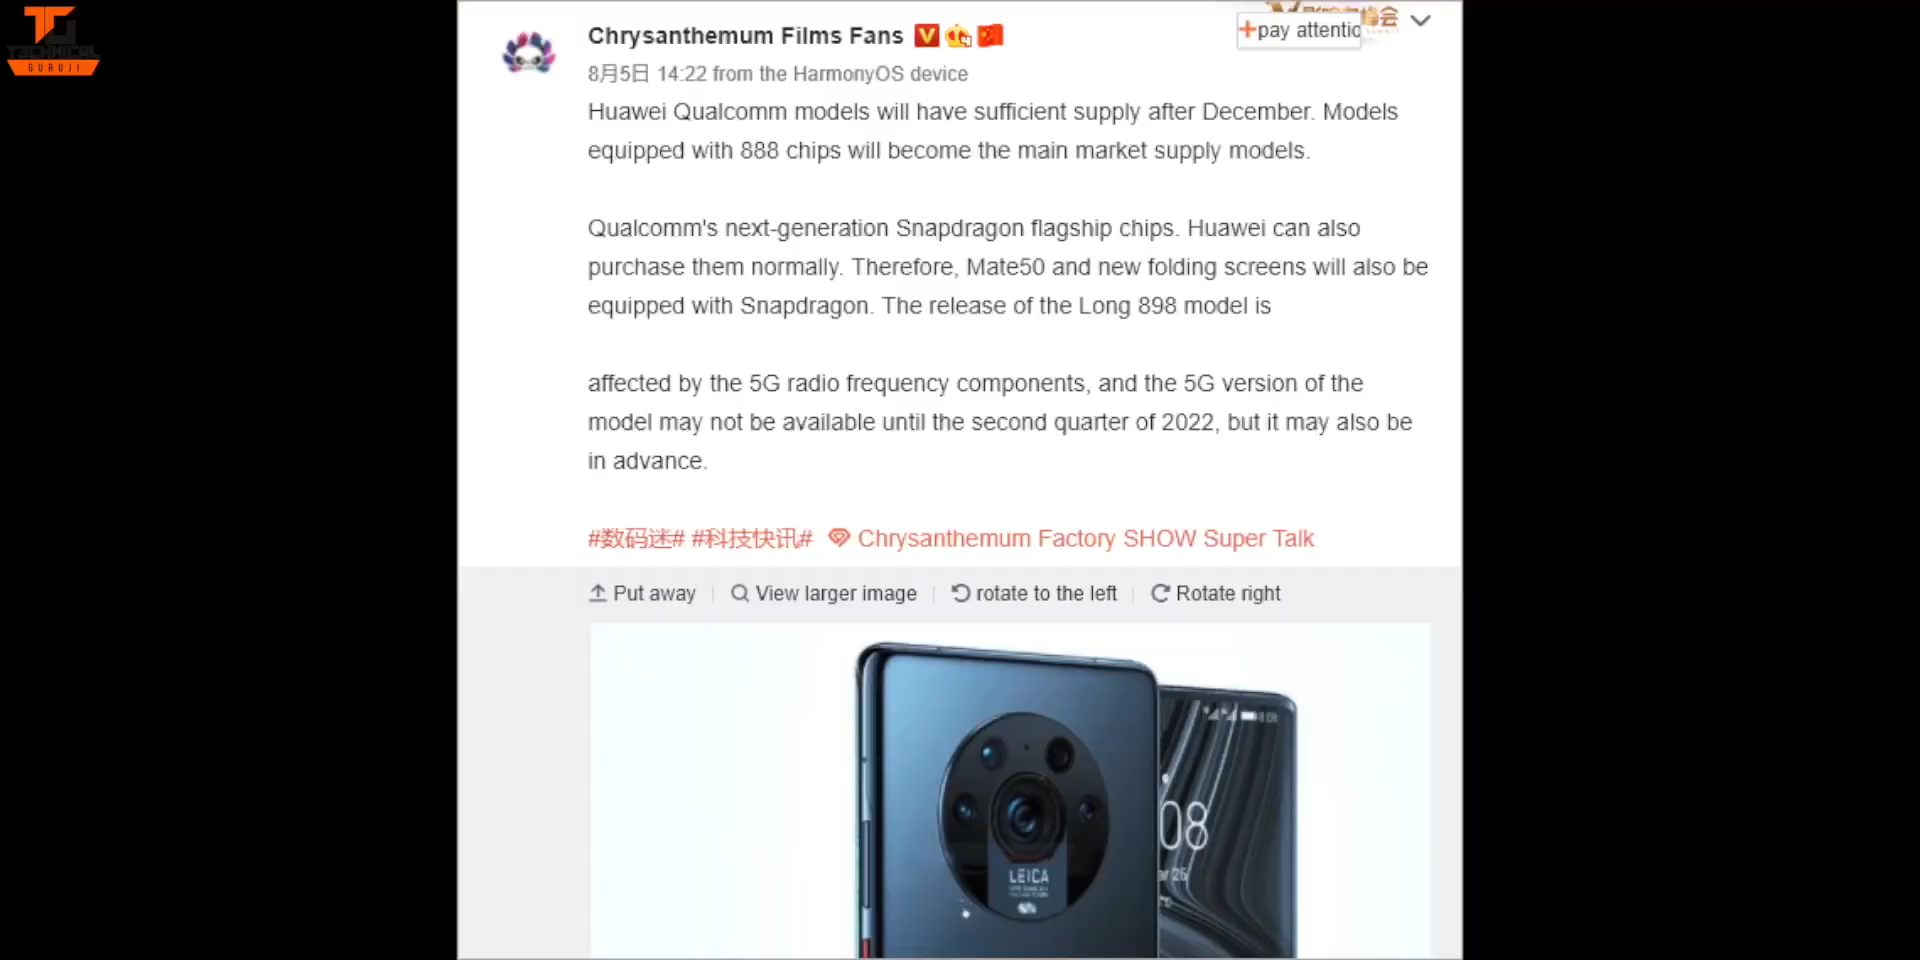 TECHNICAL
GURUJI
Chrysanthemum Films Fans
+pay attentio
8月5日 14:22 from the HarmonyOS device
Huawei Qualcomm models will have sufficient supply after December. Models
equipped with 888 chips will become the main market supply models.
Qualcomm's next-generation Snapdragon flagship chips. Huawei can also
purchase them normally. Therefore, Mate50 and new folding screens will also be
equipped with Snapdragon. The release of the Long 898 model is
affected by the 5G radio frequency components, and the 5G version of the
model may not be available until the second quarter of 2022, but it may also be
in advance.
#数码迷# #科技快讯# Chrysanthemum Factory SHOW Super Talk
Put away
View larger image
rotate to the left
Rotate right
8:08
08
LEICA